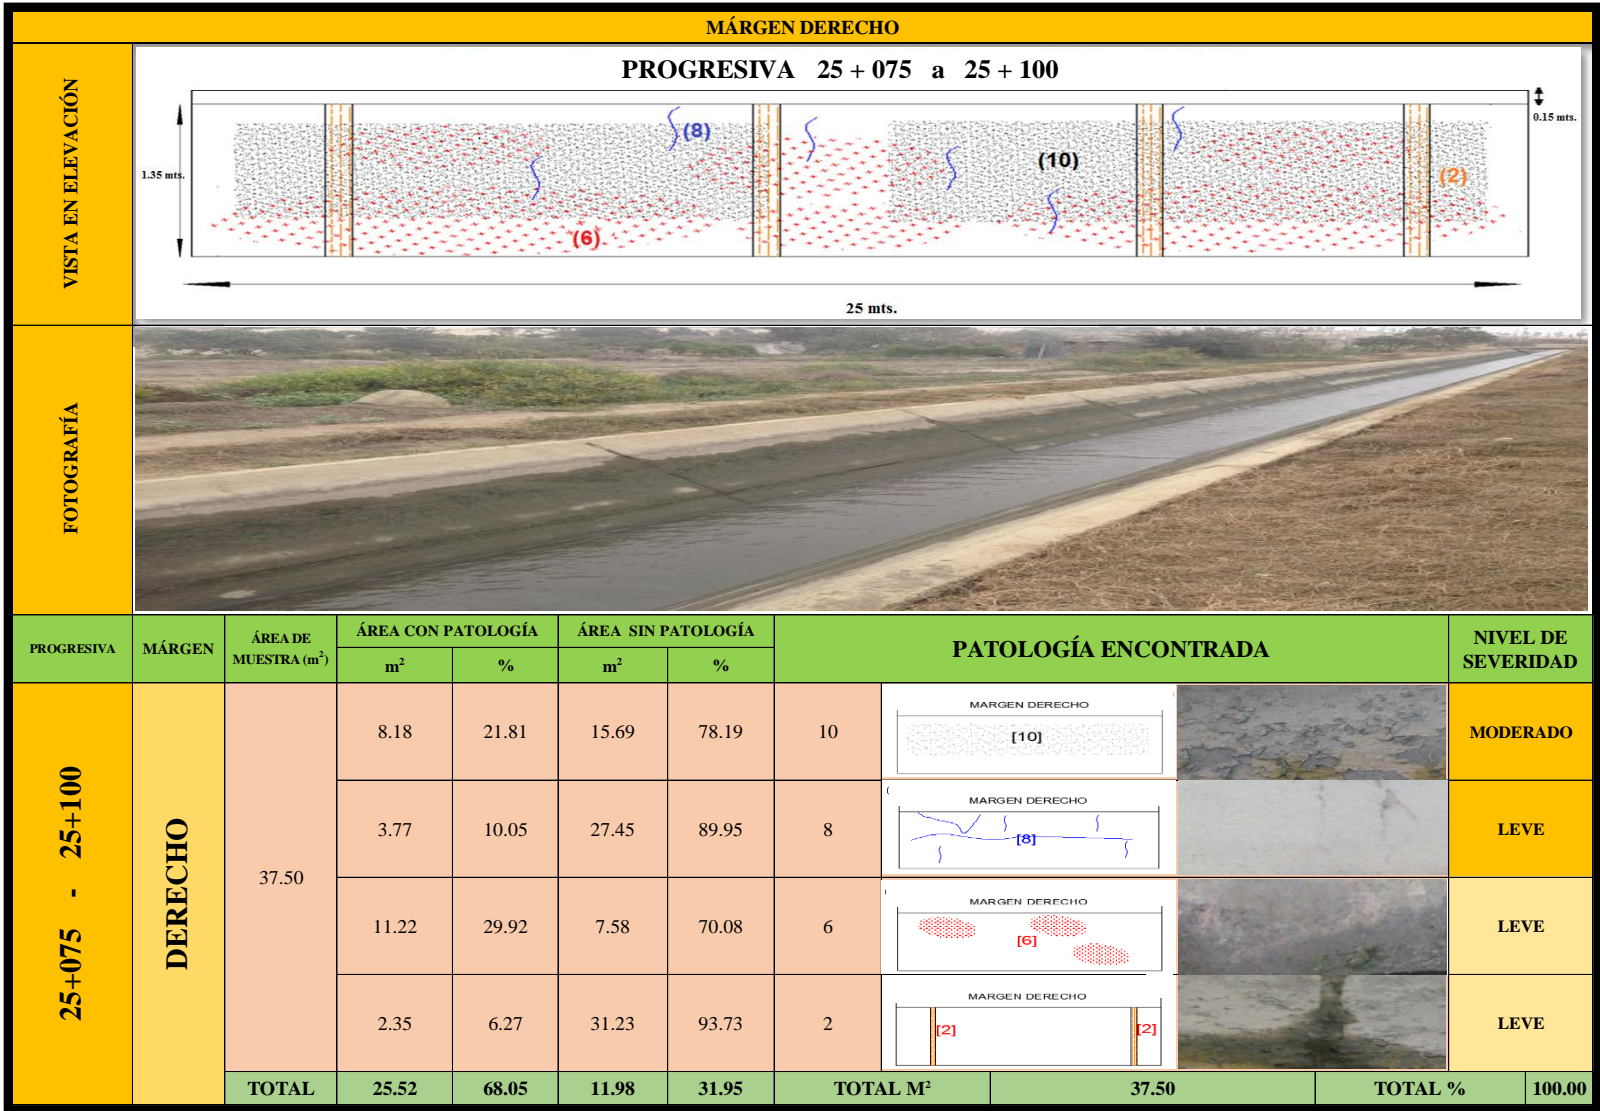 MÁRGEN DERECHO
VISTA EN ELEVACIÓN
PROGRESIVA 25 + 075 a 25 + 100
0.15 mts.
1.35 mts.
(8)
(10)
(2)
(6)
25 mts.
FOTOGRAFÍA
PROGRESIVA
MÁRGEN
ÁREA DE
MUESTRA (m²)
ÁREA CON PATOLOGÍA
m²
%
ÁREA SIN PATOLOGÍA
m²
%
PATOLOGÍA ENCONTRADA
NIVEL DE
SEVERIDAD
25+075 - 25+100
DERECHO
37.50
8.18
21.81
15.69
78.19
10
MARGEN DERECHO
[10]
MODERADO
3.77
10.05
27.45
89.95
8
MARGEN DERECHO
[8]
LEVE
11.22
29.92
7.58
70.08
6
MARGEN DERECHO
[6]
LEVE
2.35
6.27
31.23
93.73
2
MARGEN DERECHO
[2]
[2]
LEVE
TOTAL
25.52
68.05
11.98
31.95
TOTAL M²
37.50
TOTAL %
100.00